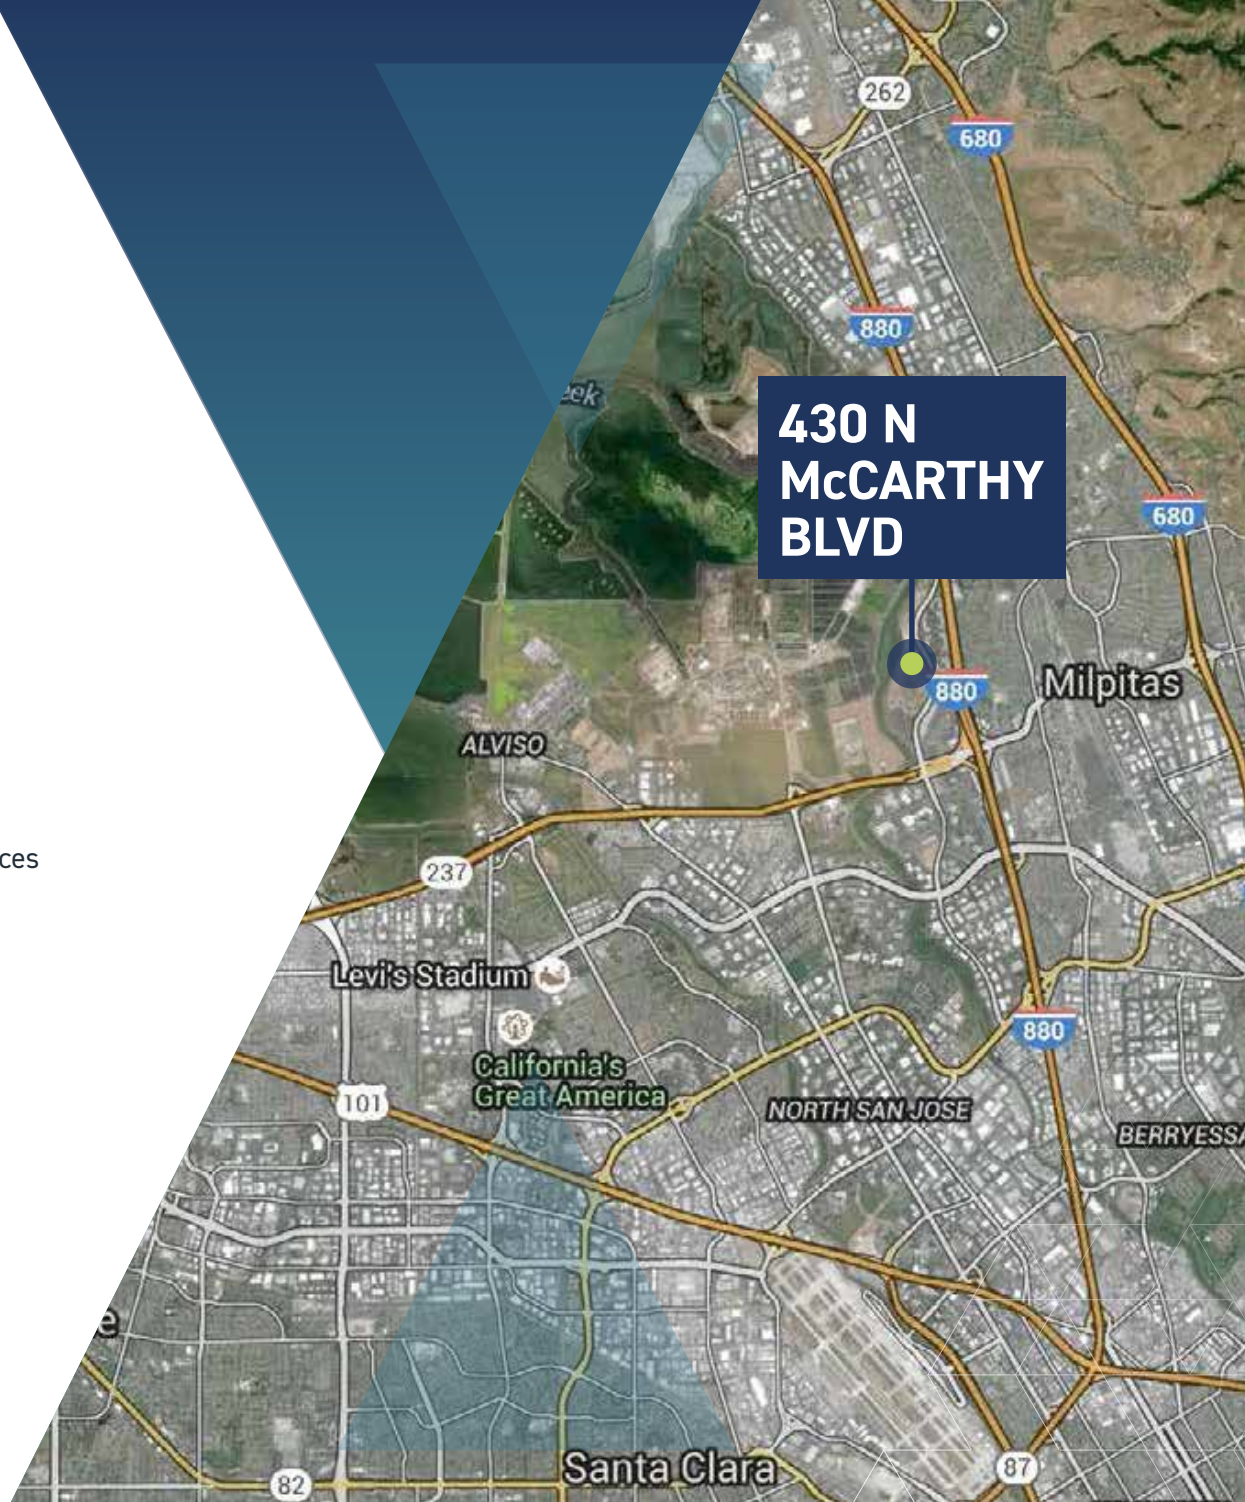 262
680
880
eek
430 N
McCARTHY
BLVD
680
880
Milpitas
ALVISO
ces
237
Levi's Stadium
880
California's
Great America
101
NORTH SAN JOSE
BERRYESSA
e
Santa Clara
82
87